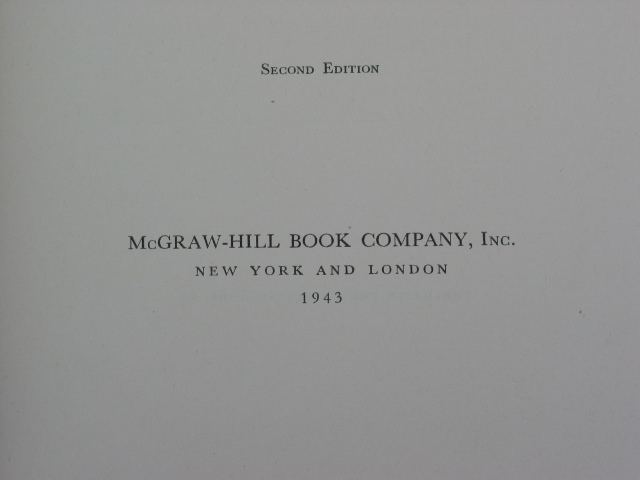 Second Edition
McGRAW-HILL BOOK COMPANY, Inc.
NEW YORK AND LONDON
1943